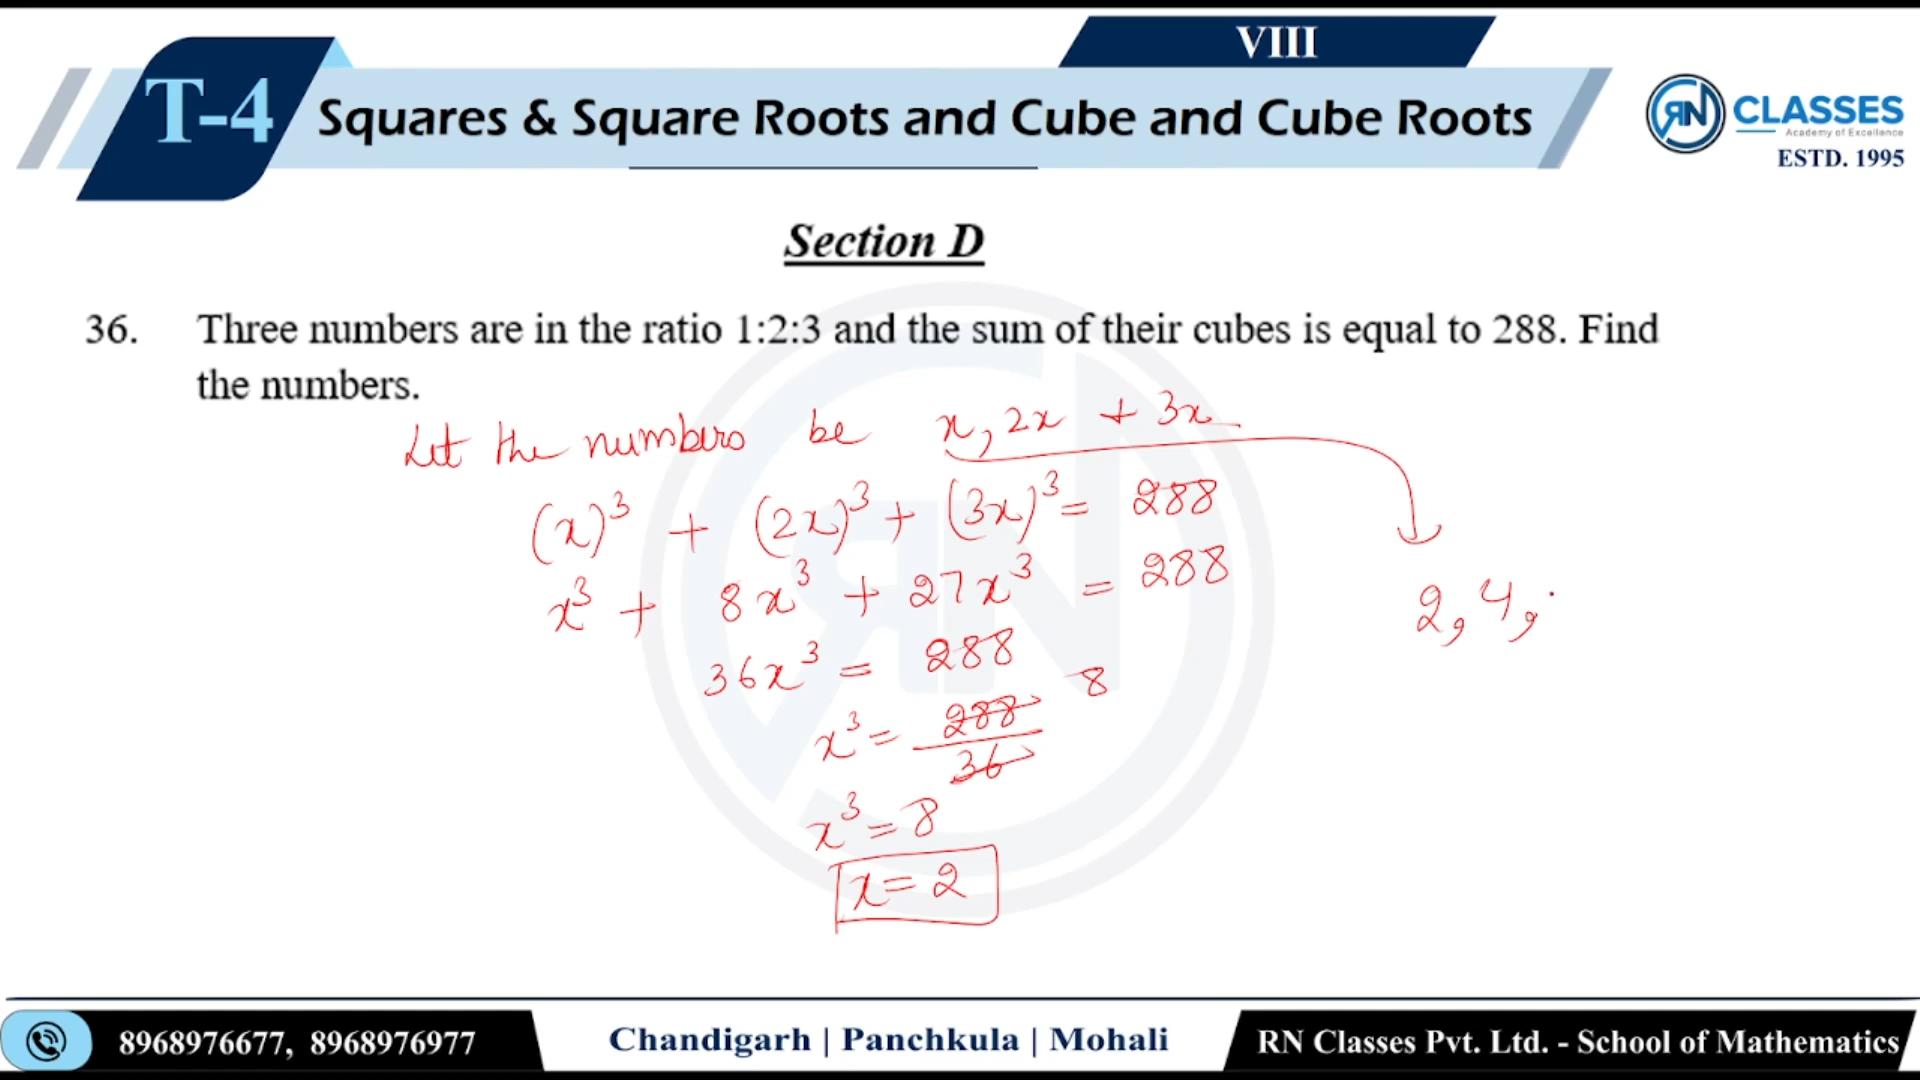 VIII
T-4 Squares & Square Roots and Cube and Cube Roots
RN CLASSES
Academy of Excellence
ESTD. 1995
Section D
36. Three numbers are in the ratio 1:2:3 and the sum of their cubes is equal to 288. Find
the numbers.
Let the numbers be x, 2x + 3x
(x)³ + (2x)³ + (3x)³ = 288
x³ + 8x³ + 27x³ = 288
2, 4,
36x³ = 288
x³ = 288/36 8
x³ = 8
x = 2
8968976677, 8968976977
Chandigarh | Panchkula | Mohali
RN Classes Pvt. Ltd. - School of Mathematics